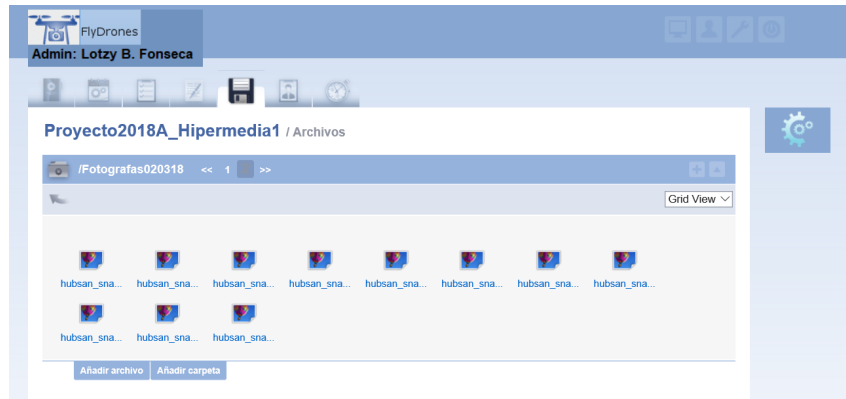 FlyDrones
Admin: Lotzy B. Fonseca
Proyecto2018A_Hipermedia1 / Archivos
/Fotografas020318 << 1 >>
Grid View
hubsan_sna... hubsan_sna... hubsan_sna... hubsan_sna... hubsan_sna... hubsan_sna... hubsan_sna... hubsan_sna...
hubsan_sna... hubsan_sna... hubsan_sna...
Añadir archivo Añadir carpeta